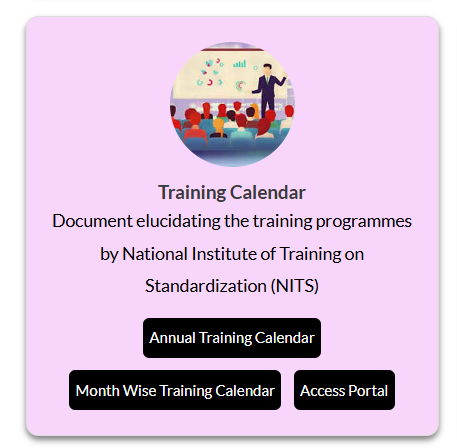 Training Calendar
Document elucidating the training programmes
by National Institute of Training on
Standardization (NITS)
Annual Training Calendar
Month Wise Training Calendar Access Portal